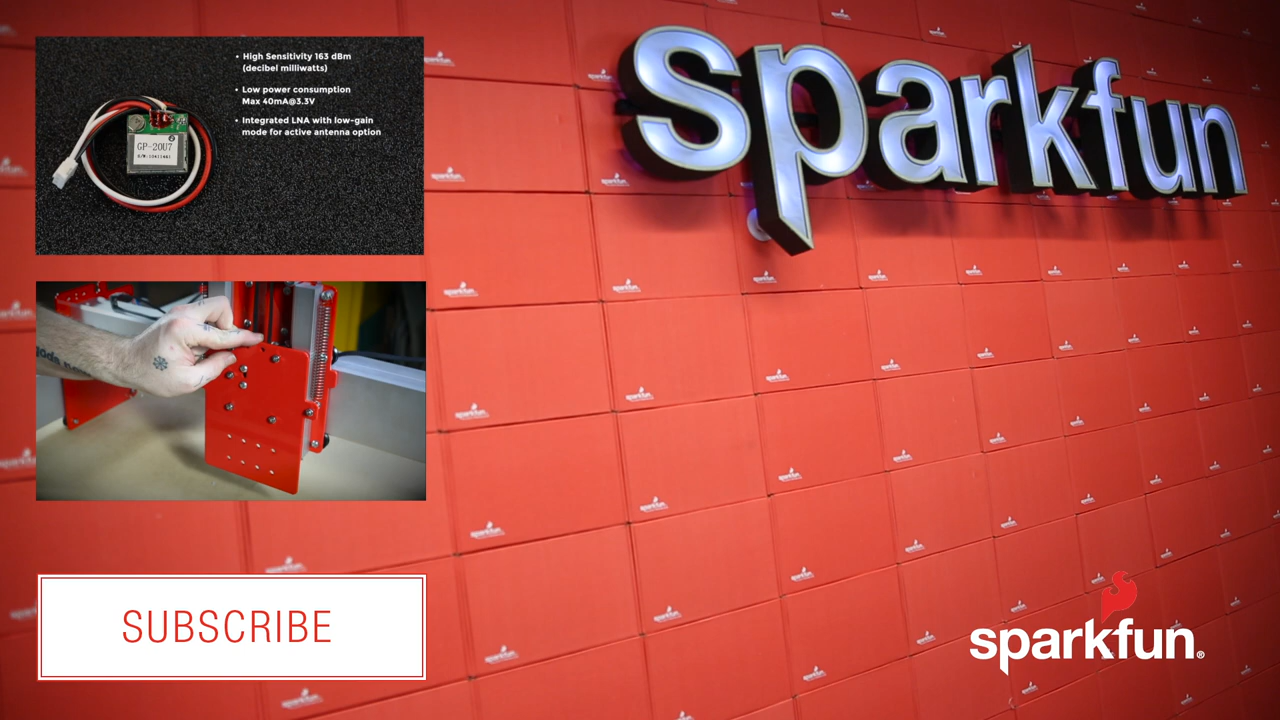 • High Sensitivity 163 dBm
(decibel milliwatts)
• Low power consumption
Max 40mA@3.3V
• Integrated LNA with low-gain
mode for active antenna option
GP-20U7
sparkfun
SUBSCRIBE
sparkfun®